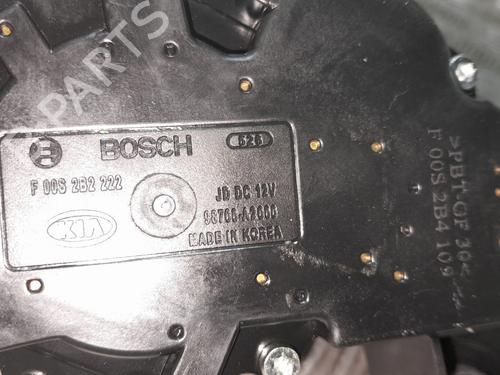 BOSCH
626
F 00S 2B2 222
JD DC 12V
98700-A2000
KIA
MADE IN KOREA
>PBT-GF 30<
F 00S 2B4 109
PARTS